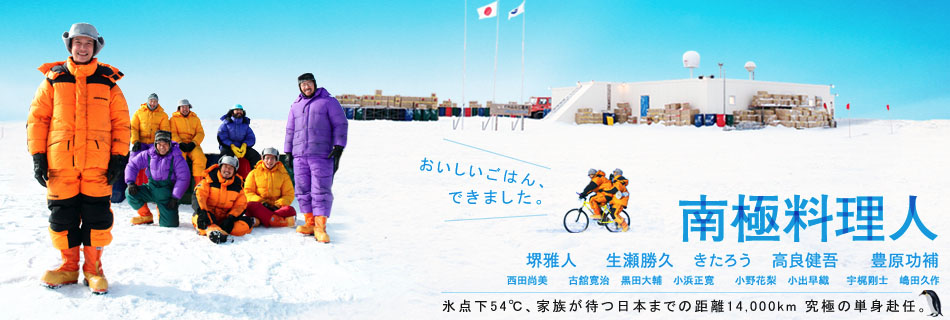 おいしいごはん、
できました。
南極料理人
堺雅人 生瀬勝久 きたろう 高良健吾 豊原功補
西田尚美 古舘寛治 黒田大輔 小浜正寛 小野花梨 小出早織 宇梶剛士 嶋田久作
氷点下54℃、家族が待つ日本までの距離14,000km 究極の単身赴任。